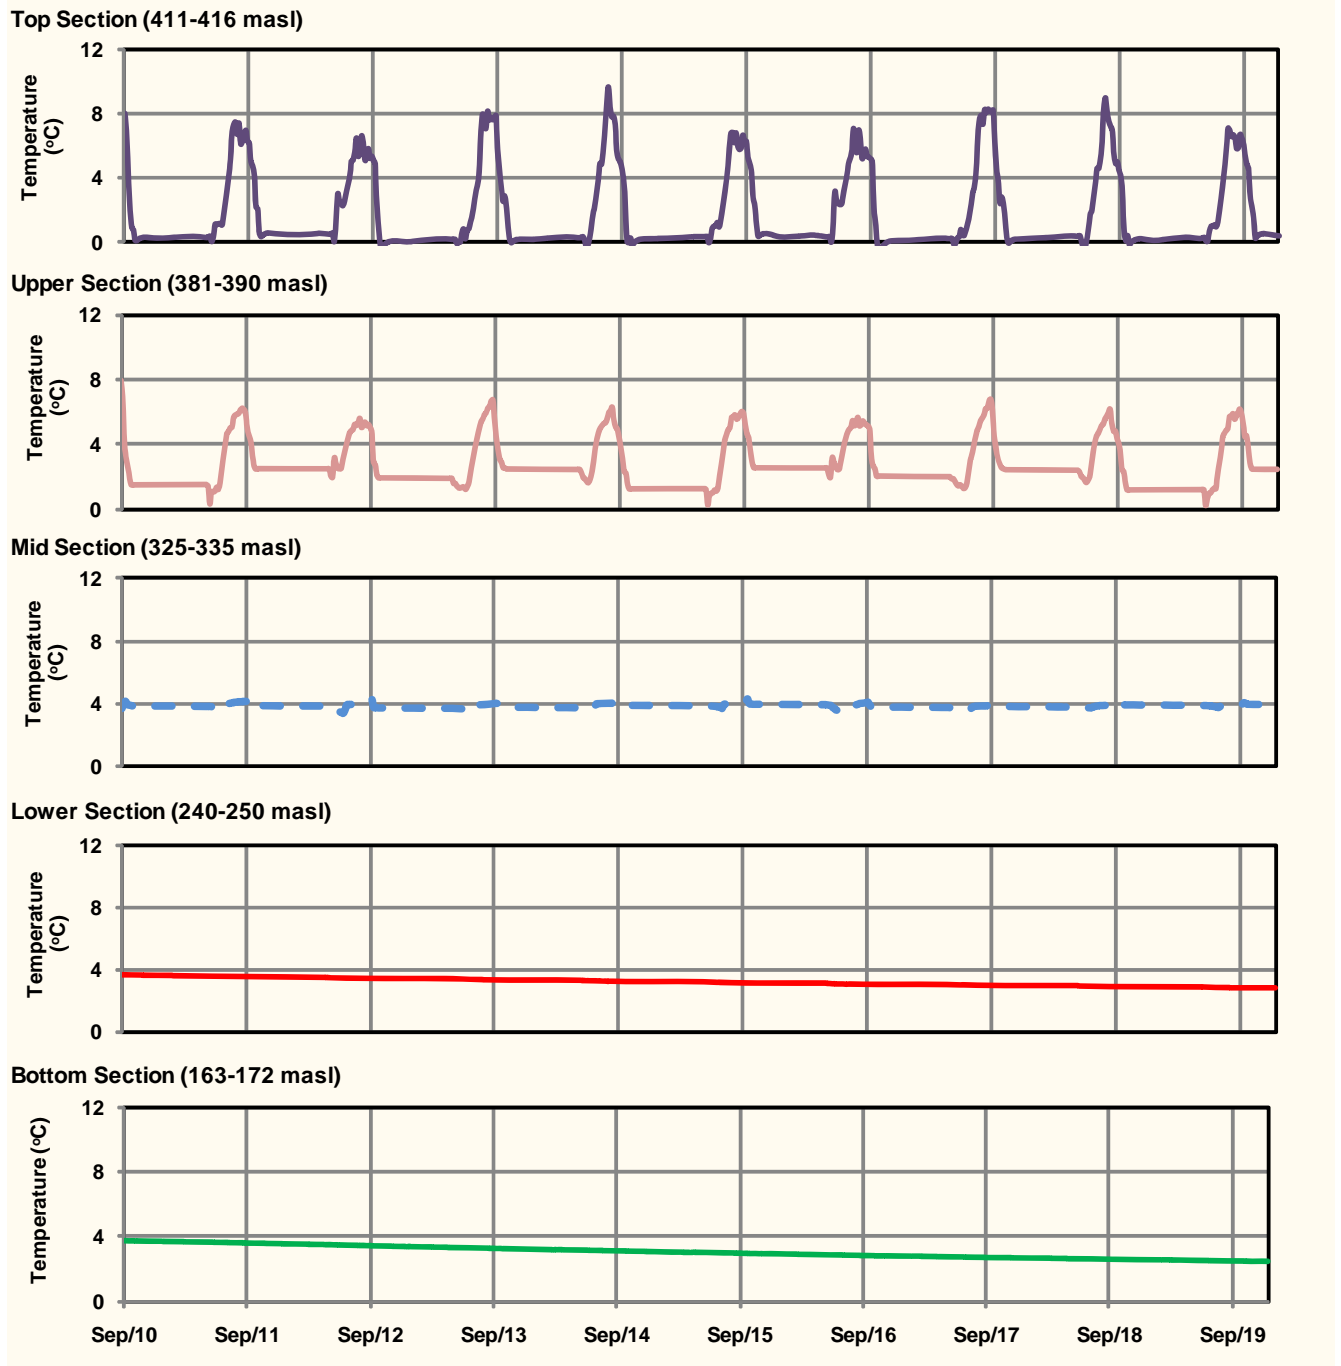 Top Section (411-416 masl)
12
8
4
0
Temperature
(oC)
Upper Section (381-390 masl)
12
8
4
0
Temperature
(oC)
Mid Section (325-335 masl)
12
8
4
0
Temperature
(oC)
Lower Section (240-250 masl)
12
8
4
0
Temperature
(oC)
Bottom Section (163-172 masl)
12
8
4
0
Temperature (oC)
Sep/10 Sep/11 Sep/12 Sep/13 Sep/14 Sep/15 Sep/16 Sep/17 Sep/18 Sep/19